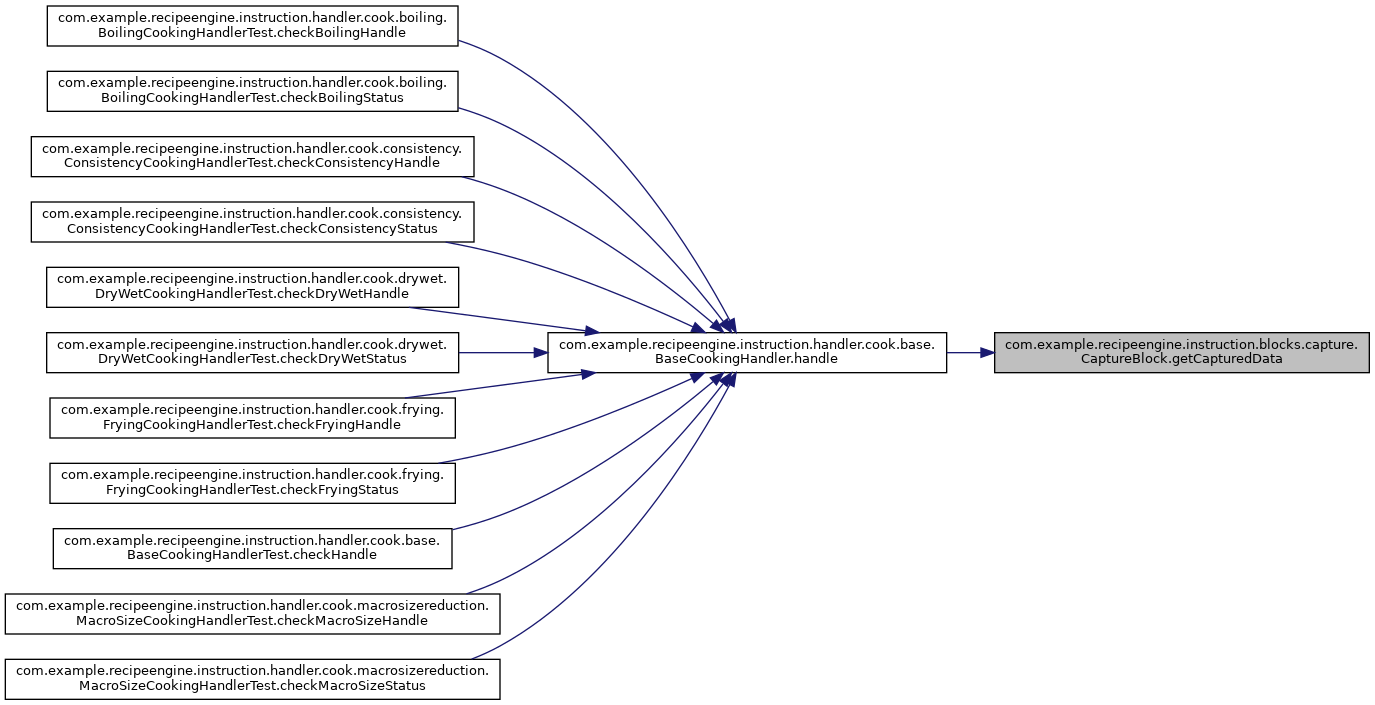 com.example.recipeengine.instruction.handler.cook.boiling.
BoilingCookingHandlerTest.checkBoilingHandle
com.example.recipeengine.instruction.handler.cook.boiling.
BoilingCookingHandlerTest.checkBoilingStatus
com.example.recipeengine.instruction.handler.cook.consistency.
ConsistencyCookingHandlerTest.checkConsistencyHandle
com.example.recipeengine.instruction.handler.cook.consistency.
ConsistencyCookingHandlerTest.checkConsistencyStatus
com.example.recipeengine.instruction.handler.cook.drywet.
DryWetCookingHandlerTest.checkDryWetHandle
com.example.recipeengine.instruction.handler.cook.drywet.
DryWetCookingHandlerTest.checkDryWetStatus
com.example.recipeengine.instruction.handler.cook.frying.
FryingCookingHandlerTest.checkFryingHandle
com.example.recipeengine.instruction.handler.cook.frying.
FryingCookingHandlerTest.checkFryingStatus
com.example.recipeengine.instruction.handler.cook.base.
BaseCookingHandlerTest.checkHandle
com.example.recipeengine.instruction.handler.cook.macrosizereduction.
MacroSizeCookingHandlerTest.checkMacroSizeHandle
com.example.recipeengine.instruction.handler.cook.macrosizereduction.
MacroSizeCookingHandlerTest.checkMacroSizeStatus
com.example.recipeengine.instruction.handler.cook.base.
BaseCookingHandler.handle
com.example.recipeengine.instruction.blocks.capture.
CaptureBlock.getCapturedData